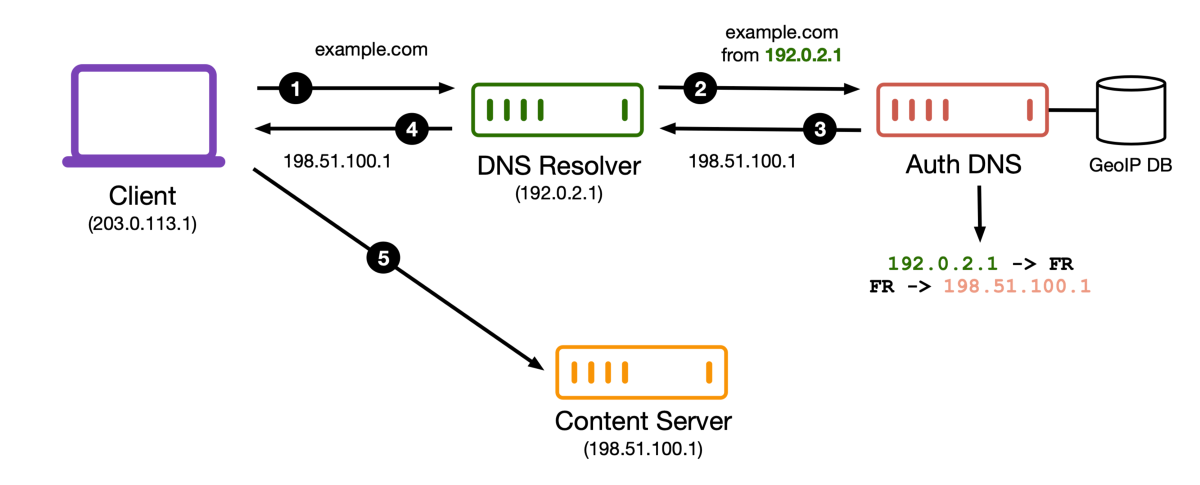 example.com
from 192.0.2.1
example.com
1
2
4
3
198.51.100.1
198.51.100.1
DNS Resolver
(192.0.2.1)
Auth DNS
GeoIP DB
Client
(203.0.113.1)
5
192.0.2.1 -> FR
FR -> 198.51.100.1
Content Server
(198.51.100.1)